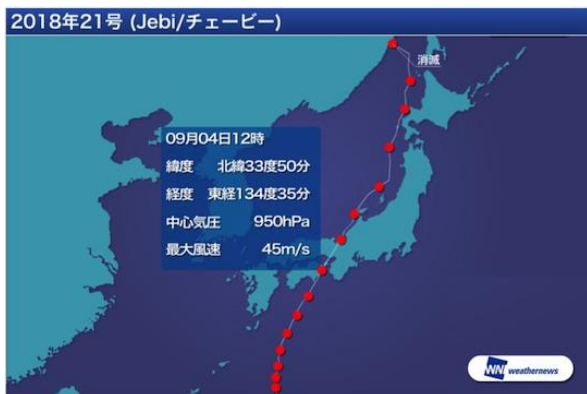 2018年21号 (Jebi/チェービー)
消滅
09月04日12時
緯度 北緯33度50分
経度 東経134度35分
中心気圧 950hPa
最大風速 45m/s
WN weathernews